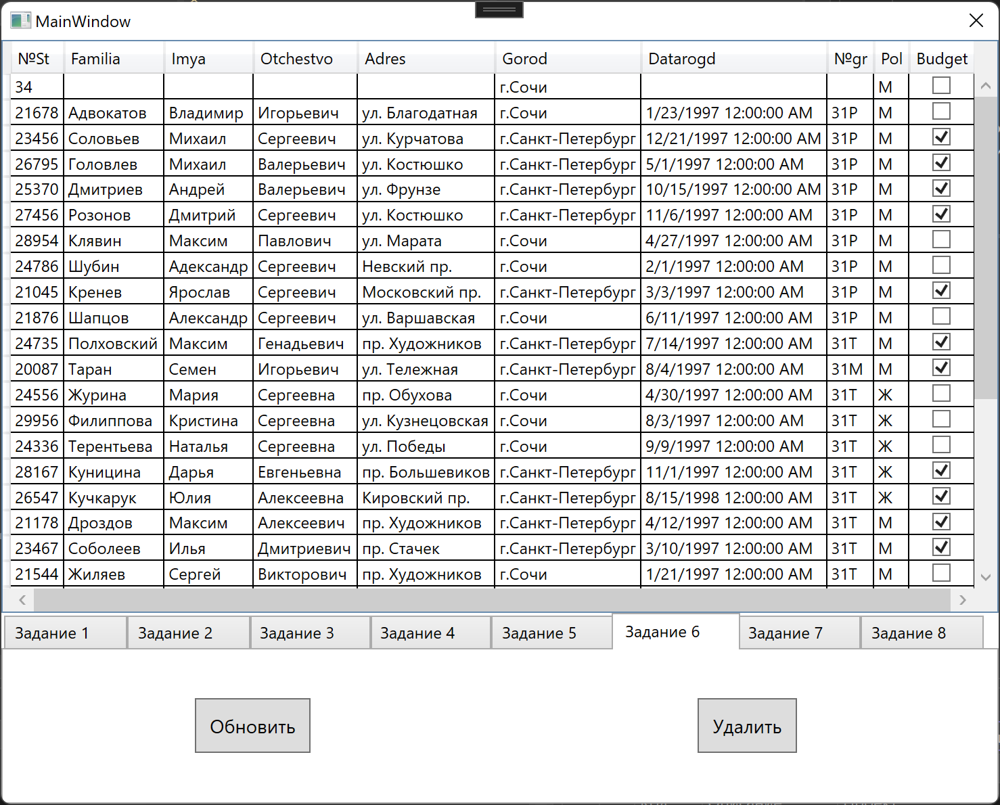 MainWindow
№St Familia Imya Otchestvo Adres Gorod Datarogd №gr Pol Budget
34 г.Сочи М
21678 Адвокатов Владимир Игорьевич ул. Благодатная г.Сочи 1/23/1997 12:00:00 AM 31Р М
23456 Соловьев Михаил Сергеевич ул. Курчатова г.Санкт-Петербург 12/21/1997 12:00:00 AM 31Р М
26795 Головлев Михаил Валерьевич ул. Костюшко г.Санкт-Петербург 5/1/1997 12:00:00 AM 31Р М
25370 Дмитриев Андрей Валерьевич ул. Фрунзе г.Санкт-Петербург 10/15/1997 12:00:00 AM 31Р М
27456 Розонов Дмитрий Сергеевич ул. Костюшко г.Санкт-Петербург 11/6/1997 12:00:00 AM 31Р М
28954 Клявин Максим Павлович ул. Марата г.Сочи 4/27/1997 12:00:00 AM 31Р М
24786 Шубин Адександр Сергеевич Невский пр. г.Сочи 2/1/1997 12:00:00 AM 31Р М
21045 Кренев Ярослав Сергеевич Московский пр. г.Санкт-Петербург 3/3/1997 12:00:00 AM 31Р М
21876 Шапцов Александр Сергеевич ул. Варшавская г.Сочи 6/11/1997 12:00:00 AM 31Р М
24735 Полховский Максим Генадьевич пр. Художников г.Санкт-Петербург 7/14/1997 12:00:00 AM 31Т М
20087 Таран Семен Игорьевич ул. Тележная г.Санкт-Петербург 8/4/1997 12:00:00 AM 31М М
24556 Журина Мария Сергеевна пр. Обухова г.Сочи 4/30/1997 12:00:00 AM 31Т Ж
29956 Филиппова Кристина Сергеевна ул. Кузнецовская г.Сочи 8/3/1997 12:00:00 AM 31Т Ж
24336 Терентьева Наталья Сергеевна ул. Победы г.Сочи 9/9/1997 12:00:00 AM 31Т Ж
28167 Куницина Дарья Евгеньевна пр. Большевиков г.Санкт-Петербург 11/1/1997 12:00:00 AM 31Т Ж
26547 Кучкарук Юлия Алексеевна Кировский пр. г.Санкт-Петербург 8/15/1998 12:00:00 AM 31Т Ж
21178 Дроздов Максим Алексеевич пр. Художников г.Санкт-Петербург 4/12/1997 12:00:00 AM 31Т М
23467 Соболеев Илья Дмитриевич пр. Стачек г.Санкт-Петербург 3/10/1997 12:00:00 AM 31Т М
21544 Жиляев Сергей Викторович пр. Художников г.Сочи 1/21/1997 12:00:00 AM 31Т М
Задание 1 Задание 2 Задание 3 Задание 4 Задание 5 Задание 6 Задание 7 Задание 8
Обновить Удалить